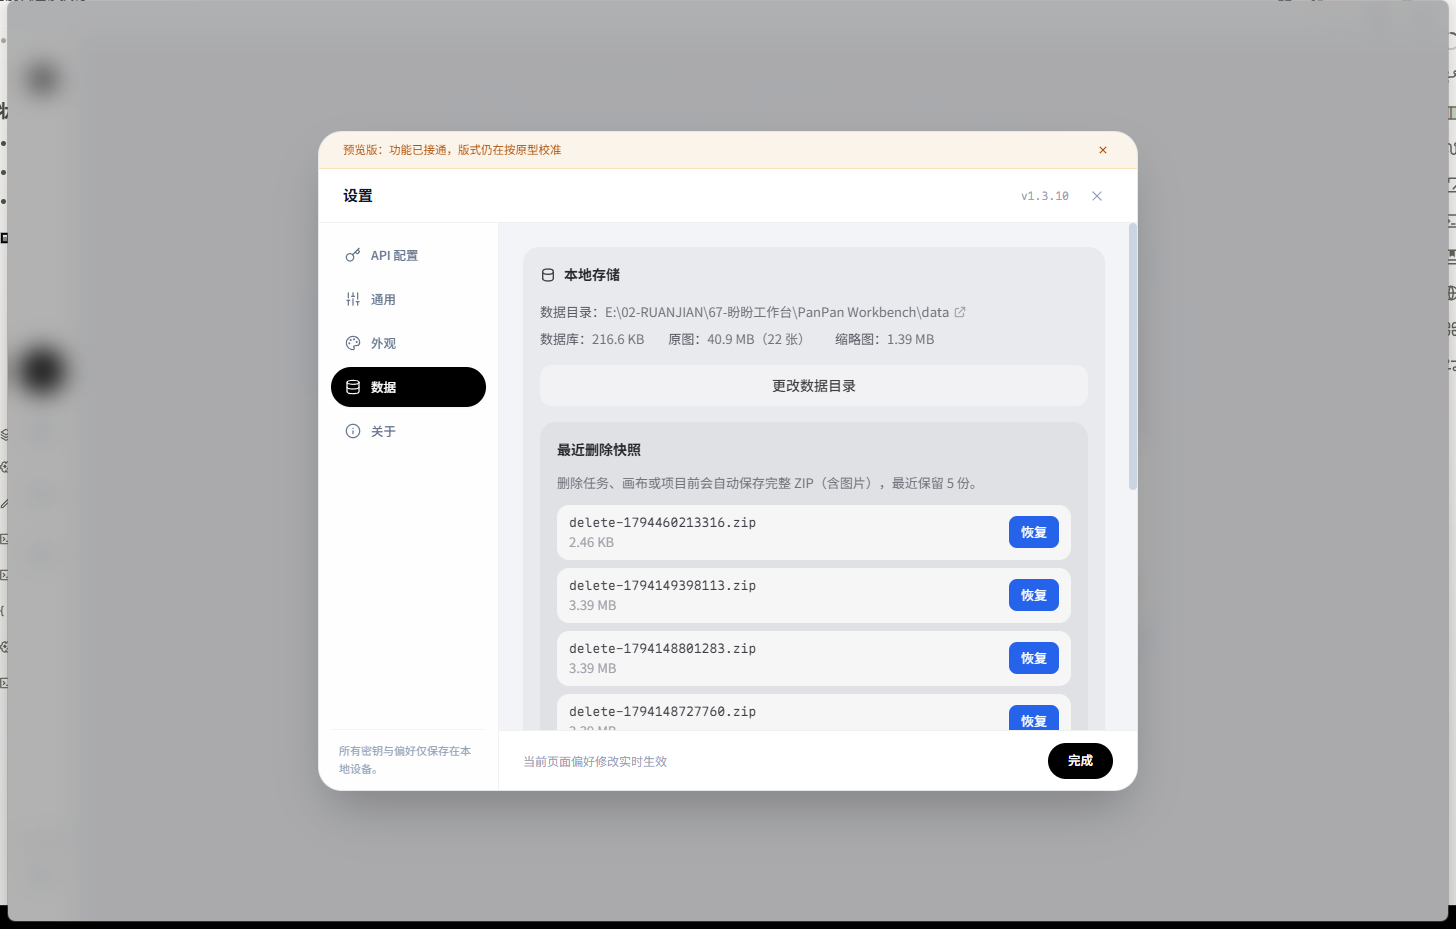 预览版：功能已接通，版式仍在按原型校准
设置
v1.3.10
API 配置
通用
外观
数据
关于
所有密钥与偏好仅保存在本
地设备。
本地存储
数据目录：E:\02-RUANJIAN\67-盼盼工作台\PanPan Workbench\data
数据库：216.6 KB 原图：40.9 MB（22 张） 缩略图：1.39 MB
更改数据目录
最近删除快照
删除任务、画布或项目前会自动保存完整 ZIP（含图片），最近保留 5 份。
delete-1794460213316.zip
2.46 KB
恢复
delete-1794149398113.zip
3.39 MB
恢复
delete-1794148801283.zip
3.39 MB
恢复
delete-1794148727760.zip
恢复
当前页面偏好修改实时生效
完成